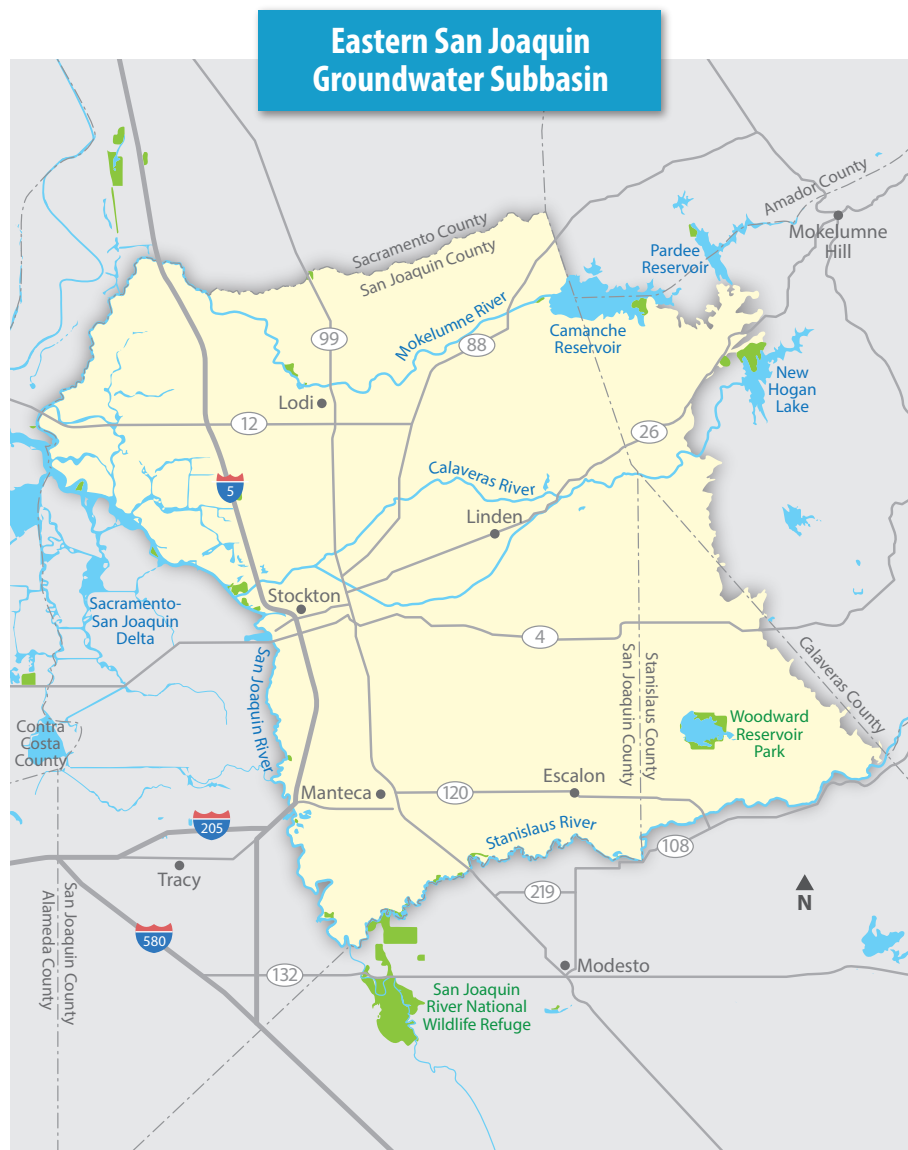 Eastern San Joaquin
Groundwater Subbasin
Amador County
Mokelumne
Hill
Sacramento County
San Joaquin County
Pardee
Reservoir
Mokelumne River
Camanche
Reservoir
99
88
New
Hogan
Lake
Lodi
12
26
Calaveras River
5
Linden
Stockton
Sacramento-
San Joaquin
Delta
4
San Joaquin River
Stanislaus County
San Joaquin County
Calaveras County
Contra
Costa
County
Woodward
Reservoir
Park
Manteca
120
Escalon
205
Stanislaus River
108
Tracy
219
N
San Joaquin County
Alameda County
580
132
Modesto
San Joaquin
River National
Wildlife Refuge